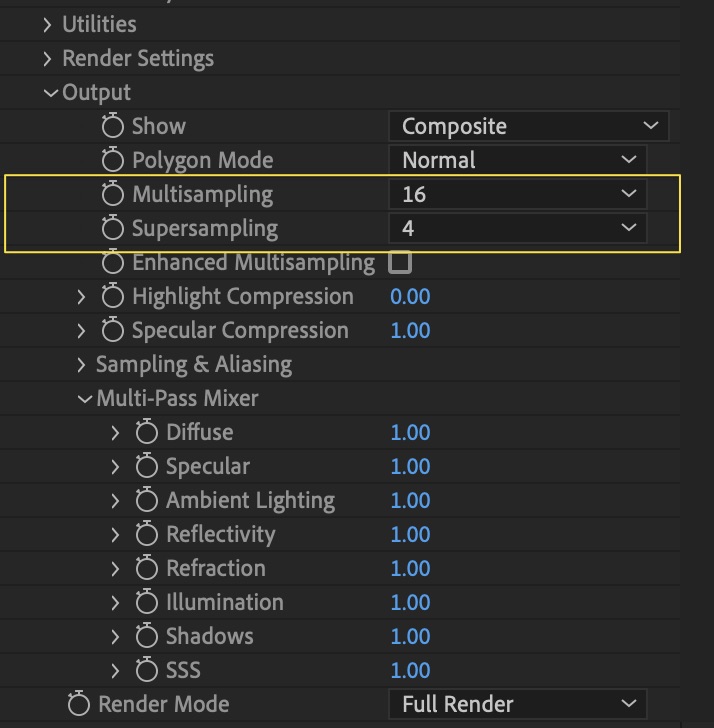 Utilities
Render Settings
Output
Show Composite
Polygon Mode Normal
Multisampling 16
Supersampling 4
Enhanced Multisampling
Highlight Compression 0.00
Specular Compression 1.00
Sampling & Aliasing
Multi-Pass Mixer
Diffuse 1.00
Specular 1.00
Ambient Lighting 1.00
Reflectivity 1.00
Refraction 1.00
Illumination 1.00
Shadows 1.00
SSS 1.00
Render Mode Full Render